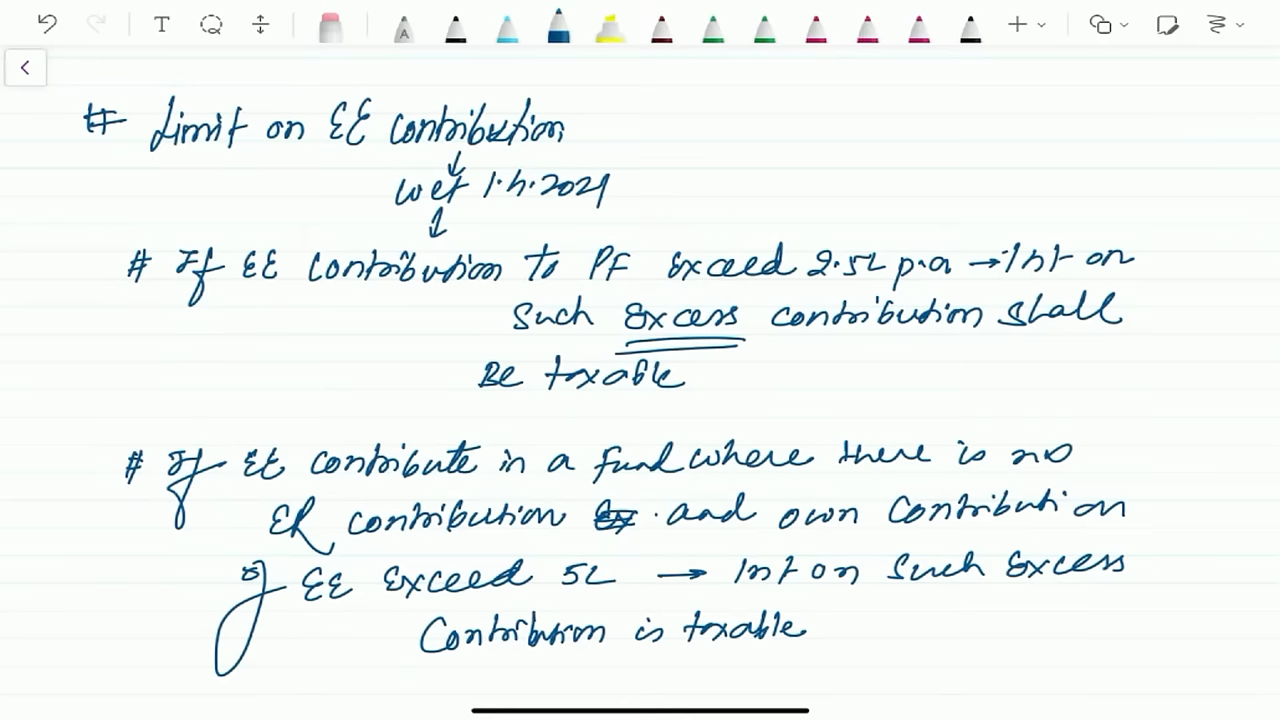 # Limit on EE contribution
wef 1.4.2021
# If EE contribution to PF exceed 2.5L p.a → Int on
such excess contribution shall
Be taxable
# If EE contribute in a fund where there is no
ER contribution and own contribution
of EE exceed 5L → Int on such excess
contribution is taxable